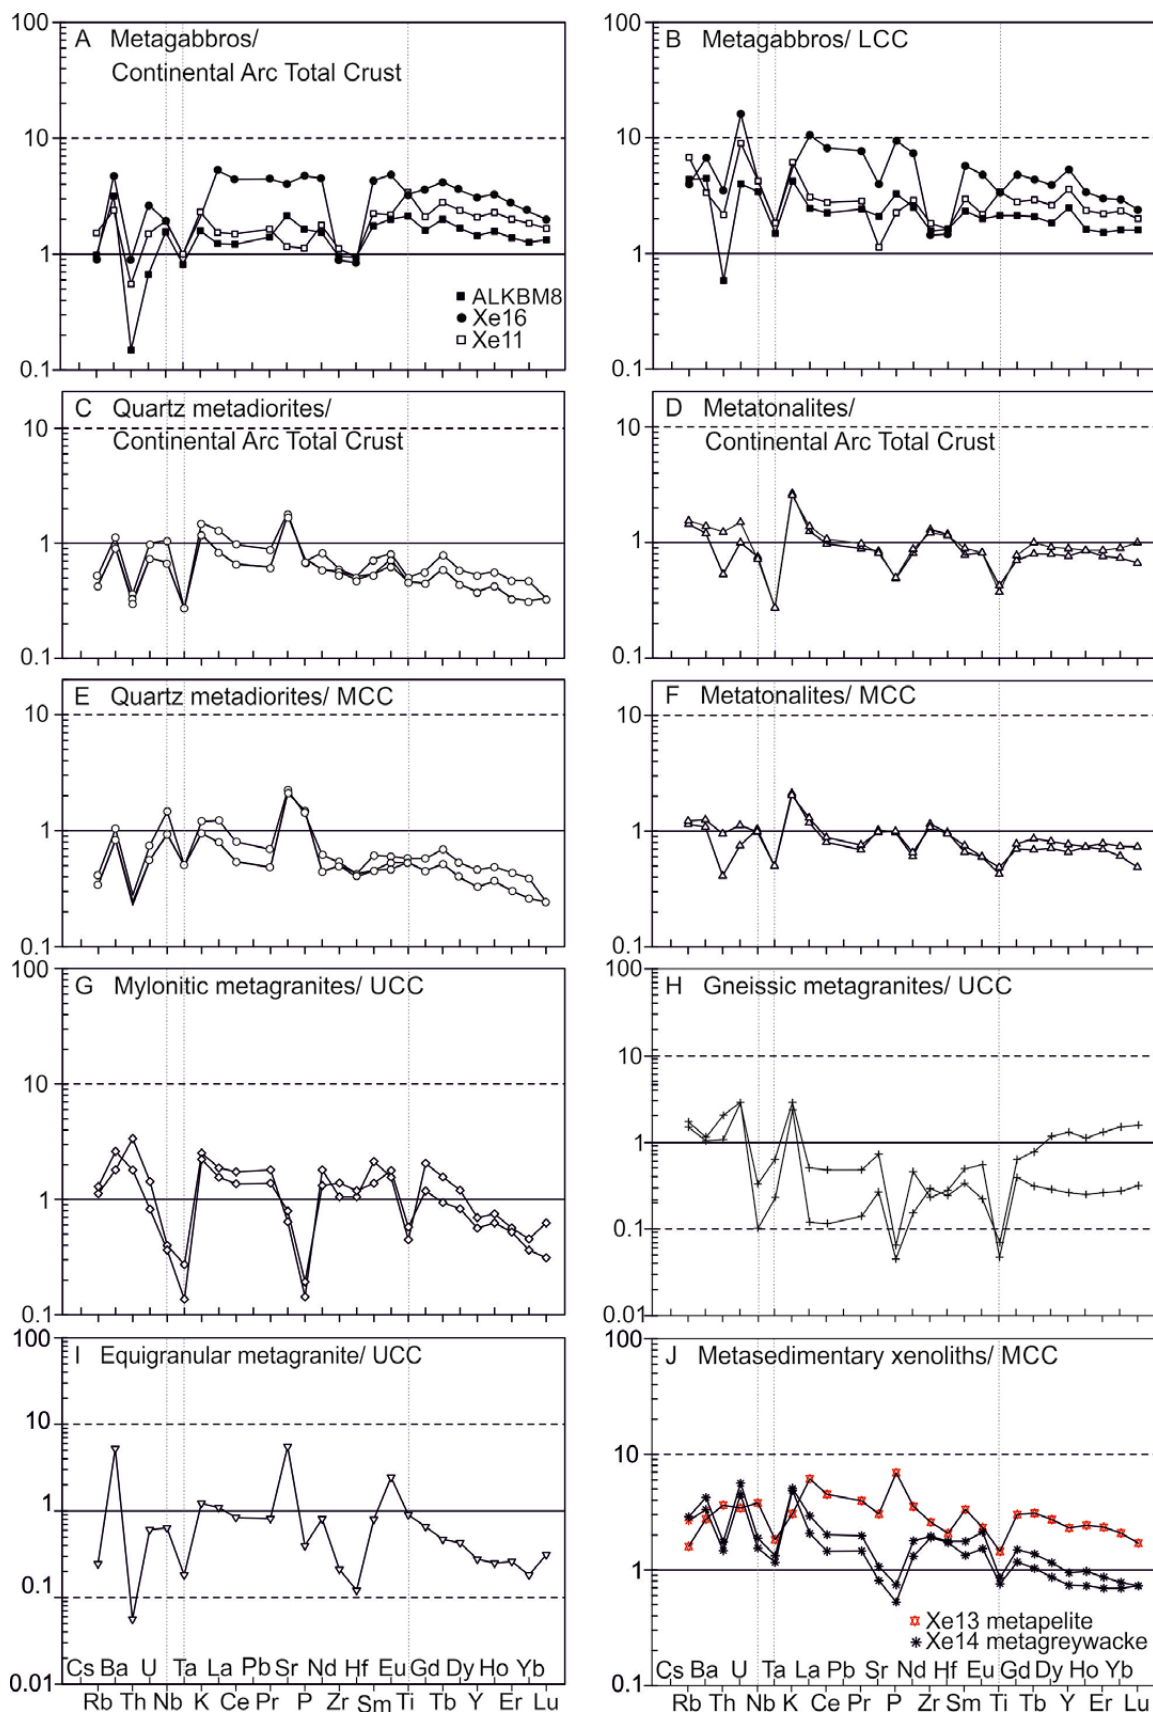 100
A Metagabbros/
Continental Arc Total Crust
10
1
0.1
ALKBM8
Xe16
Xe11
100
B Metagabbros/ LCC
10
1
0.1
C Quartz metadiorites/
Continental Arc Total Crust
10
1
0.1
D Metatonalites/
Continental Arc Total Crust
10
1
0.1
E Quartz metadiorites/ MCC
10
1
0.1
F Metatonalites/ MCC
10
1
0.1
100
G Mylonitic metagranites/ UCC
10
1
0.1
100
H Gneissic metagranites/ UCC
10
1
0.1
0.01
100
I Equigranular metagranite/ UCC
10
1
0.1
0.01
Cs Ba U Ta La Pb Sr Nd Hf Eu Gd Dy Ho Yb
Rb Th Nb K Ce Pr P Zr Sm Ti Tb Y Er Lu
100
J Metasedimentary xenoliths/ MCC
10
1
0.1
Xe13 metapelite
Xe14 metagreywacke
Cs Ba U Ta La Pb Sr Nd Hf Eu Gd Dy Ho Yb
Rb Th Nb K Ce Pr P Zr Sm Ti Tb Y Er Lu